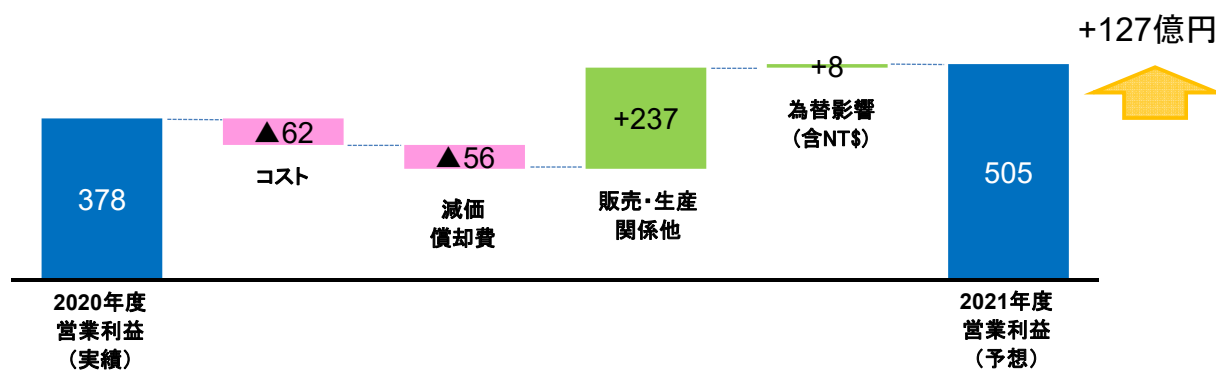 +127億円
378
▲62
コスト
▲56
減価
償却費
+237
販売・生産
関係他
+8
為替影響
（含NT$）
505
2020年度
営業利益
（実績）
2021年度
営業利益
（予想）